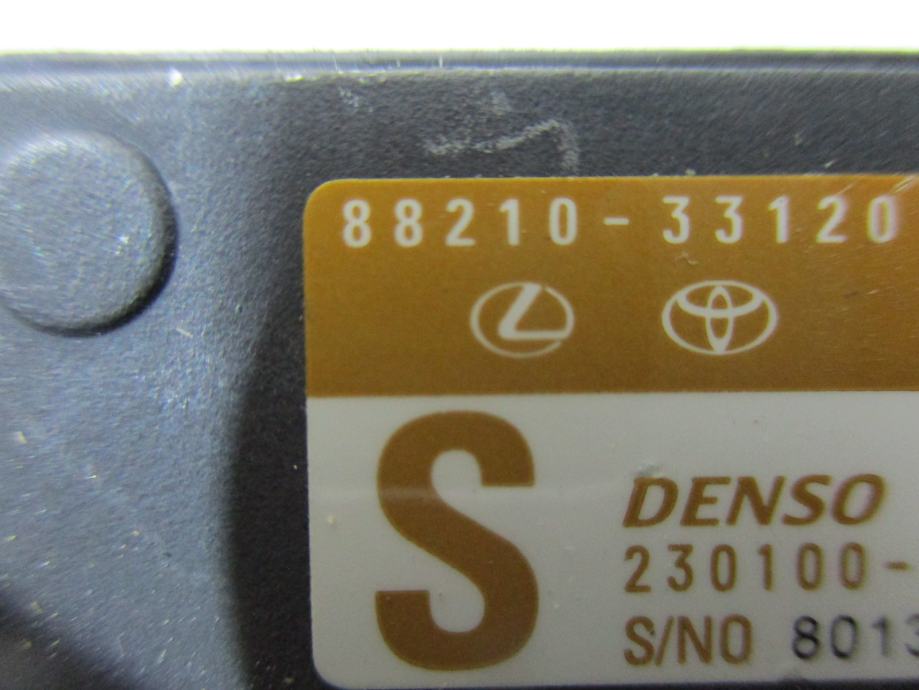 88210-33120
S
DENSO
230100-
S/NO 8013